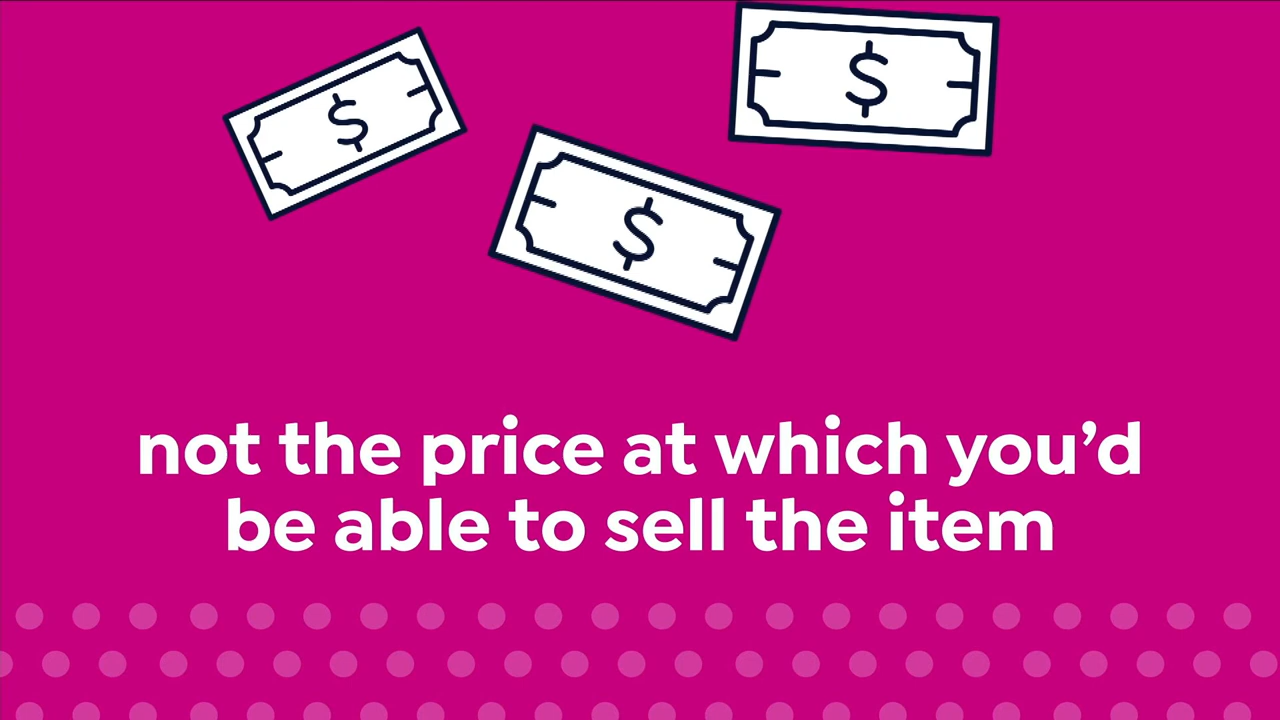 $
$
$
not the price at which you’d
be able to sell the item